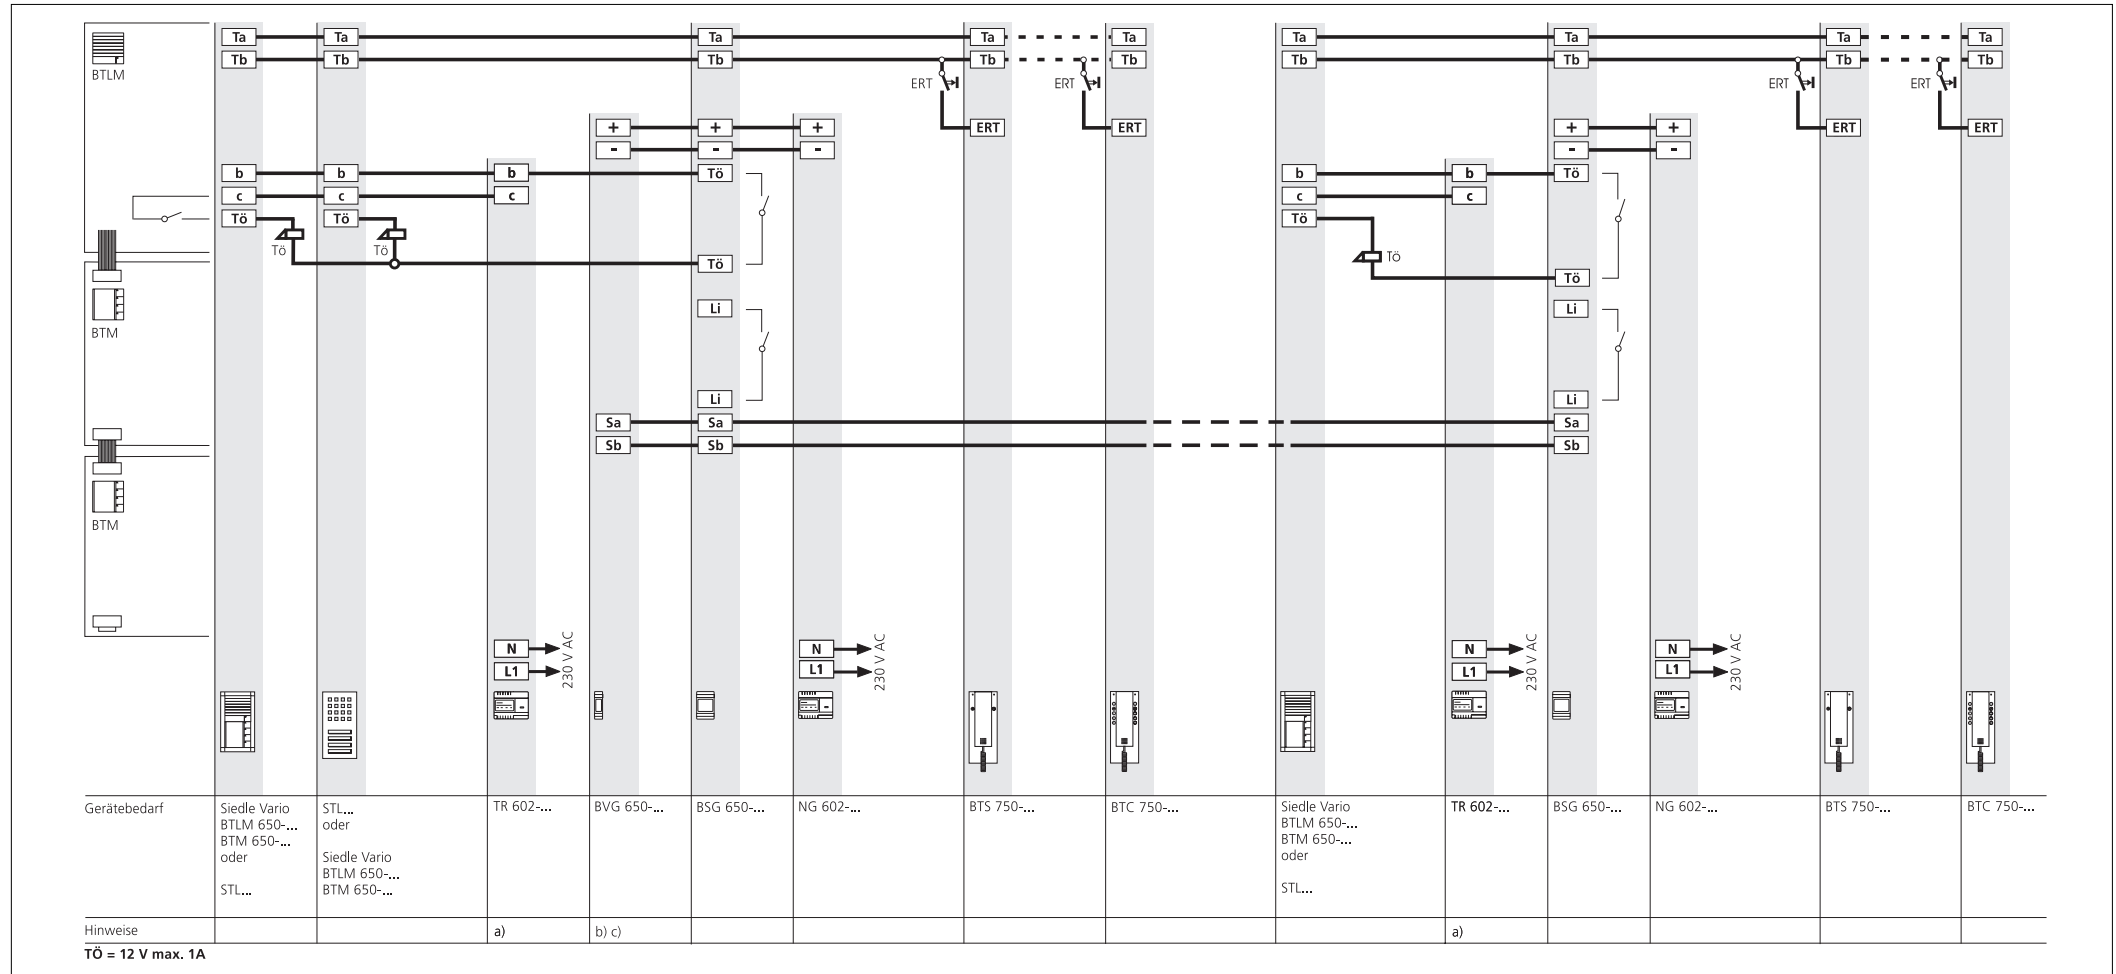 Ta Ta Ta Ta Ta Ta Ta Ta Ta
Tb Tb Tb Tb Tb Tb Tb Tb Tb
BTLM
ERT ERT ERT ERT
+ + + ERT ERT + + ERT ERT
- - - - -
b b b Tö b b Tö
c c c c c
Tö Tö Tö
Tö Tö Tö
Tö Tö
Li Li
BTM
Li Li
Sa Sa Sa
Sb Sb Sb
BTM
N N N N
L1 L1 L1 L1
230 V AC 230 V AC 230 V AC 230 V AC
Gerätebedarf
Siedle Vario
BTLM 650-...
BTM 650-...
oder
STL...
STL...
oder
Siedle Vario
BTLM 650-...
BTM 650-...
TR 602-...
BVG 650-...
BSG 650-...
NG 602-...
BTS 750-...
BTC 750-...
Siedle Vario
BTLM 650-...
BTM 650-...
oder
STL...
TR 602-...
BSG 650-...
NG 602-...
BTS 750-...
BTC 750-...
Hinweise a) b) c) a)
TÖ = 12 V max. 1A